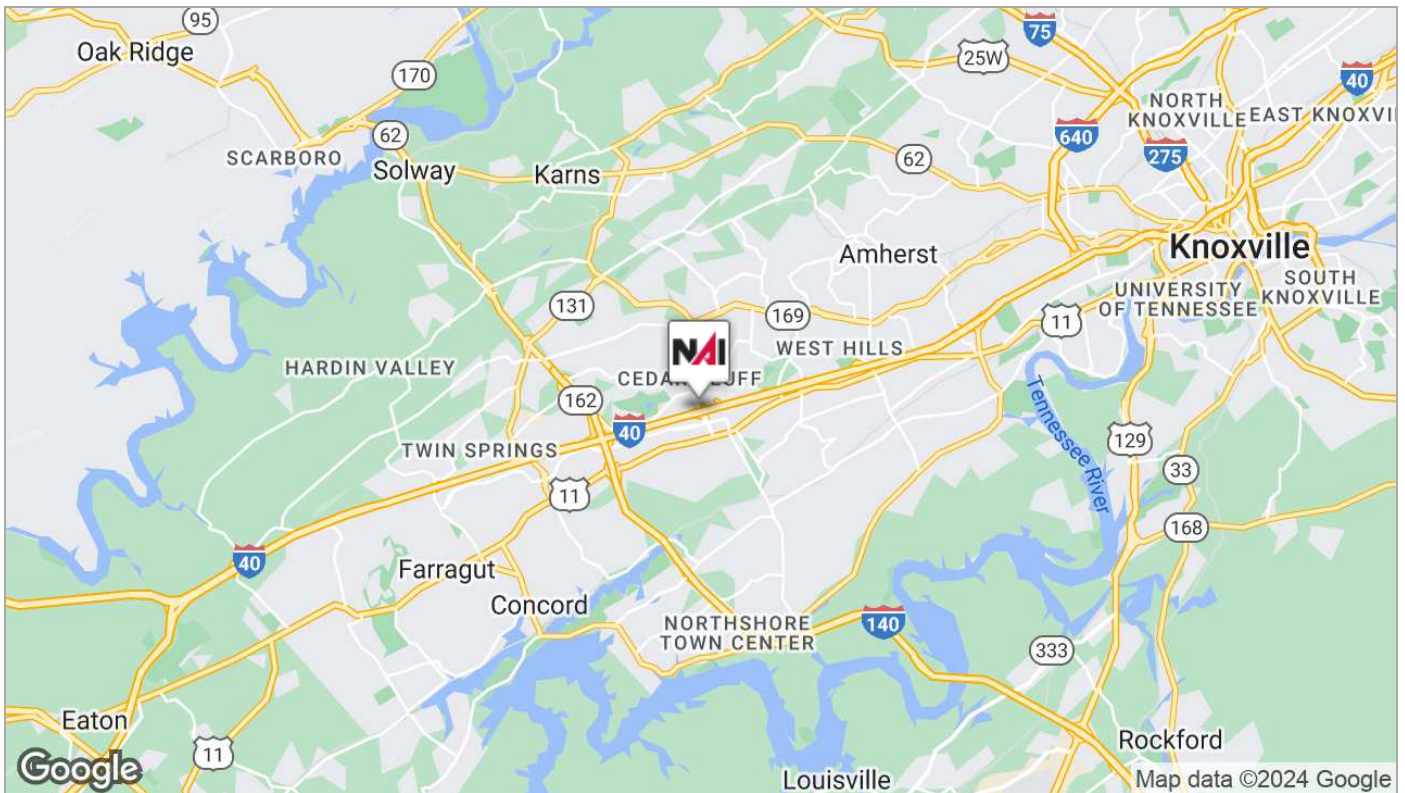 95
Oak Ridge
170
75
25W
40
NORTH
KNOXVILLE
62
SCARBORO
640
275
Solway
Karns
62
Amherst
Knoxville
SOUTH
KNOXVILLE
UNIVERSITY
OF TENNESSEE
131
169
11
NAI
WEST HILLS
HARDIN VALLEY
162
40
TWIN SPRINGS
Tennessee River
129
33
11
168
40
Farragut
Concord
NORTHSHORE
TOWN CENTER
140
333
Eaton
11
Rockford
Google
Louisville
Map data ©2024 Google